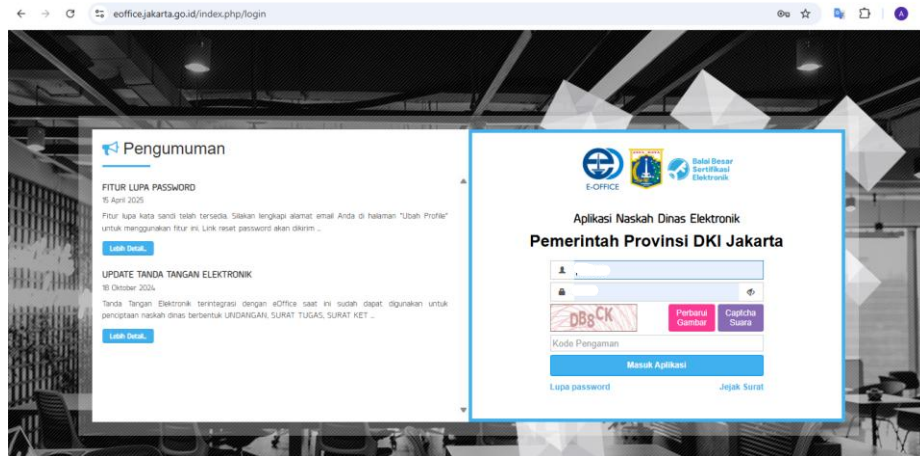 eoffice.jakarta.go.id/index.php/login
A
Pengumuman
FITUR LUPA PASSWORD
15 April 2025
Fitur lupa kata sandi telah tersedia. Silakan lengkapi alamat email Anda di halaman "Ubah Profile"
untuk menggunakan fitur ini. Link reset password akan dikirim ...
Lebih Detail..
UPDATE TANDA TANGAN ELEKTRONIK
18 Oktober 2024
Tanda Tangan Elektronik terintegrasi dengan eOffice saat ini sudah dapat digunakan untuk
penciptaan naskah dinas berbentuk UNDANGAN, SURAT TUGAS, SURAT KET ...
Lebih Detail..
E-OFFICE
Balai Besar
Sertifikasi
Elektronik
Aplikasi Naskah Dinas Elektronik
Pemerintah Provinsi DKI Jakarta
DB8CK
Perbarui
Gambar
Captcha
Suara
Kode Pengaman
Masuk Aplikasi
Lupa password
Jejak Surat